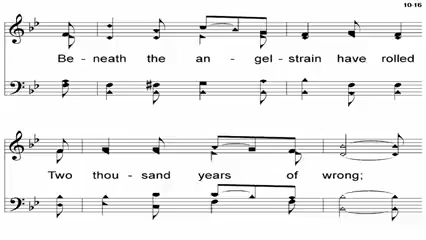 10-16
Be- neath the an - gel- strain have rolled
Two thou - sand years of wrong;